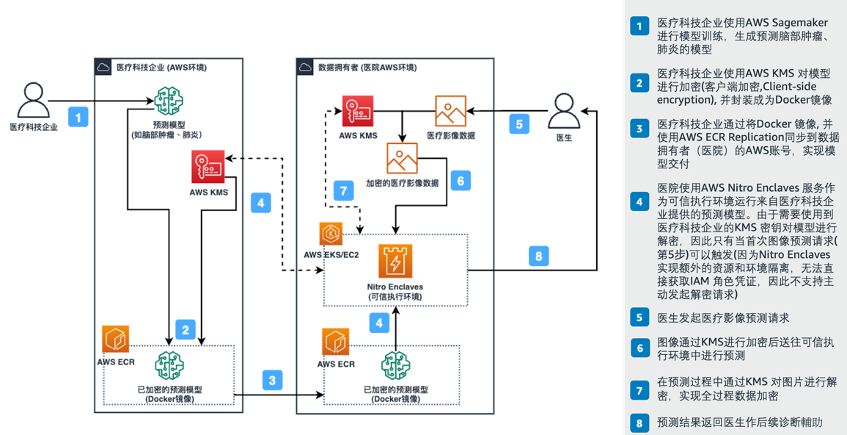 医疗科技企业 (AWS环境)
数据拥有者 (医院AWS环境)
医疗科技企业
1
预测模型
(如脑部肿瘤、肺炎)
AWS KMS
4
2
AWS ECR
已加密的预测模型
(Docker镜像)
3
AWS KMS
医疗影像数据
5
医生
加密的医疗影像数据
7
6
AWS EKS/EC2
Nitro Enclaves
(可信执行环境)
8
4
AWS ECR
已加密的预测模型
(Docker镜像)
1
医疗科技企业使用AWS Sagemaker
进行模型训练，生成预测脑部肿瘤、
肺炎的模型
2
医疗科技企业使用AWS KMS 对模型
进行加密(客户端加密,Client-side
encryption), 并封装成为Docker镜像
3
医疗科技企业通过将Docker 镜像, 并
使用AWS ECR Replication同步到数据
拥有者（医院）的AWS账号，实现模
型交付
4
医院使用AWS Nitro Enclaves 服务作
为可信执行环境运行来自医疗科技企
业提供的预测模型。由于需要使用到
医疗科技企业的KMS 密钥对模型进行
解密，因此只有当首次图像预测请求(
第5步)可以触发(因为Nitro Enclaves
实现额外的资源和环境隔离，无法直
接获取IAM 角色凭证，因此不支持主
动发起解密请求)
5
医生发起医疗影像预测请求
6
图像通过KMS进行加密后送往可信执
行环境中进行预测
7
在预测过程中通过KMS 对图片进行解
密，实现全过程数据加密
8
预测结果返回医生作后续诊断輔助